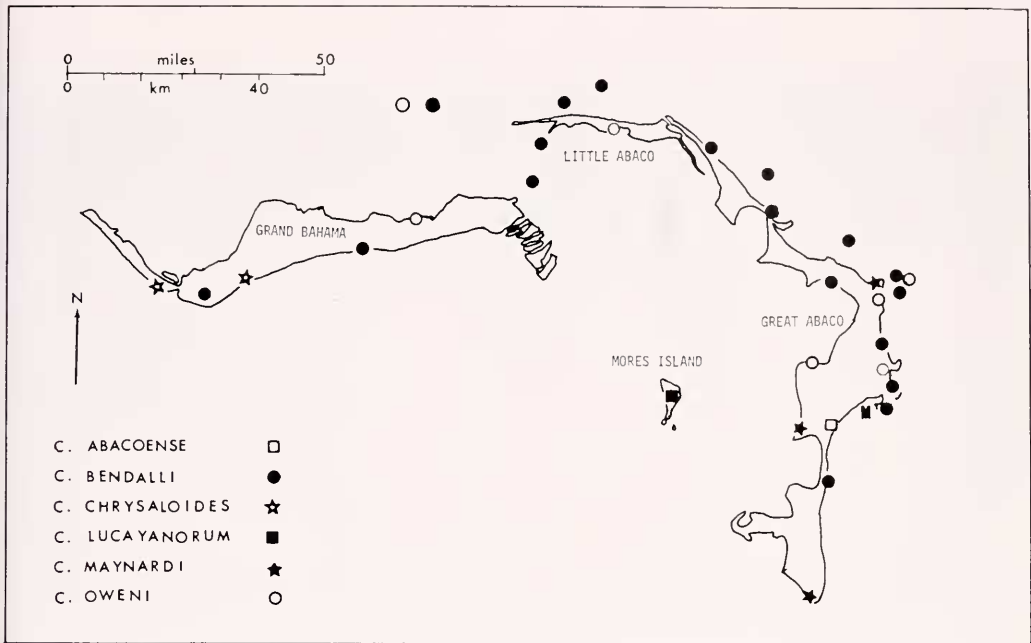 0 miles 50
0 km 40
LITTLE ABACO
GRAND BAHAMA
N
GREAT ABACO
MORES ISLAND
C. ABACOENSE
C. BENDALLI
C. CHRYSALOIDES
C. LUCAYANORUM
C. MAYNARDI
C. OWENI